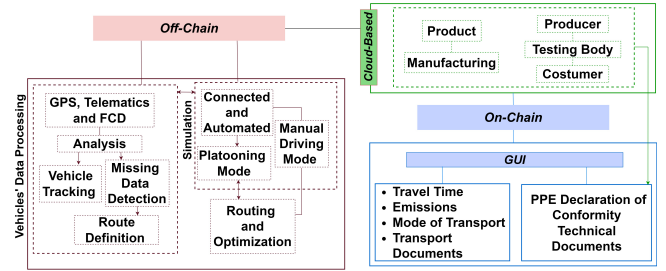 Off-Chain
Vehicles' Data Processing
GPS, Telematics
and FCD
Analysis
Vehicle
Tracking
Missing
Data
Detection
Route
Definition
Simulation
Connected
and
Automated
Manual
Driving
Mode
Platooning
Mode
Routing
and
Optimization
Cloud-Based
Product
Manufacturing
Producer
Testing Body
Costumer
On-Chain
GUI
• Travel Time
• Emissions
• Mode of Transport
• Transport
Documents
PPE Declaration of
Conformity
Technical
Documents